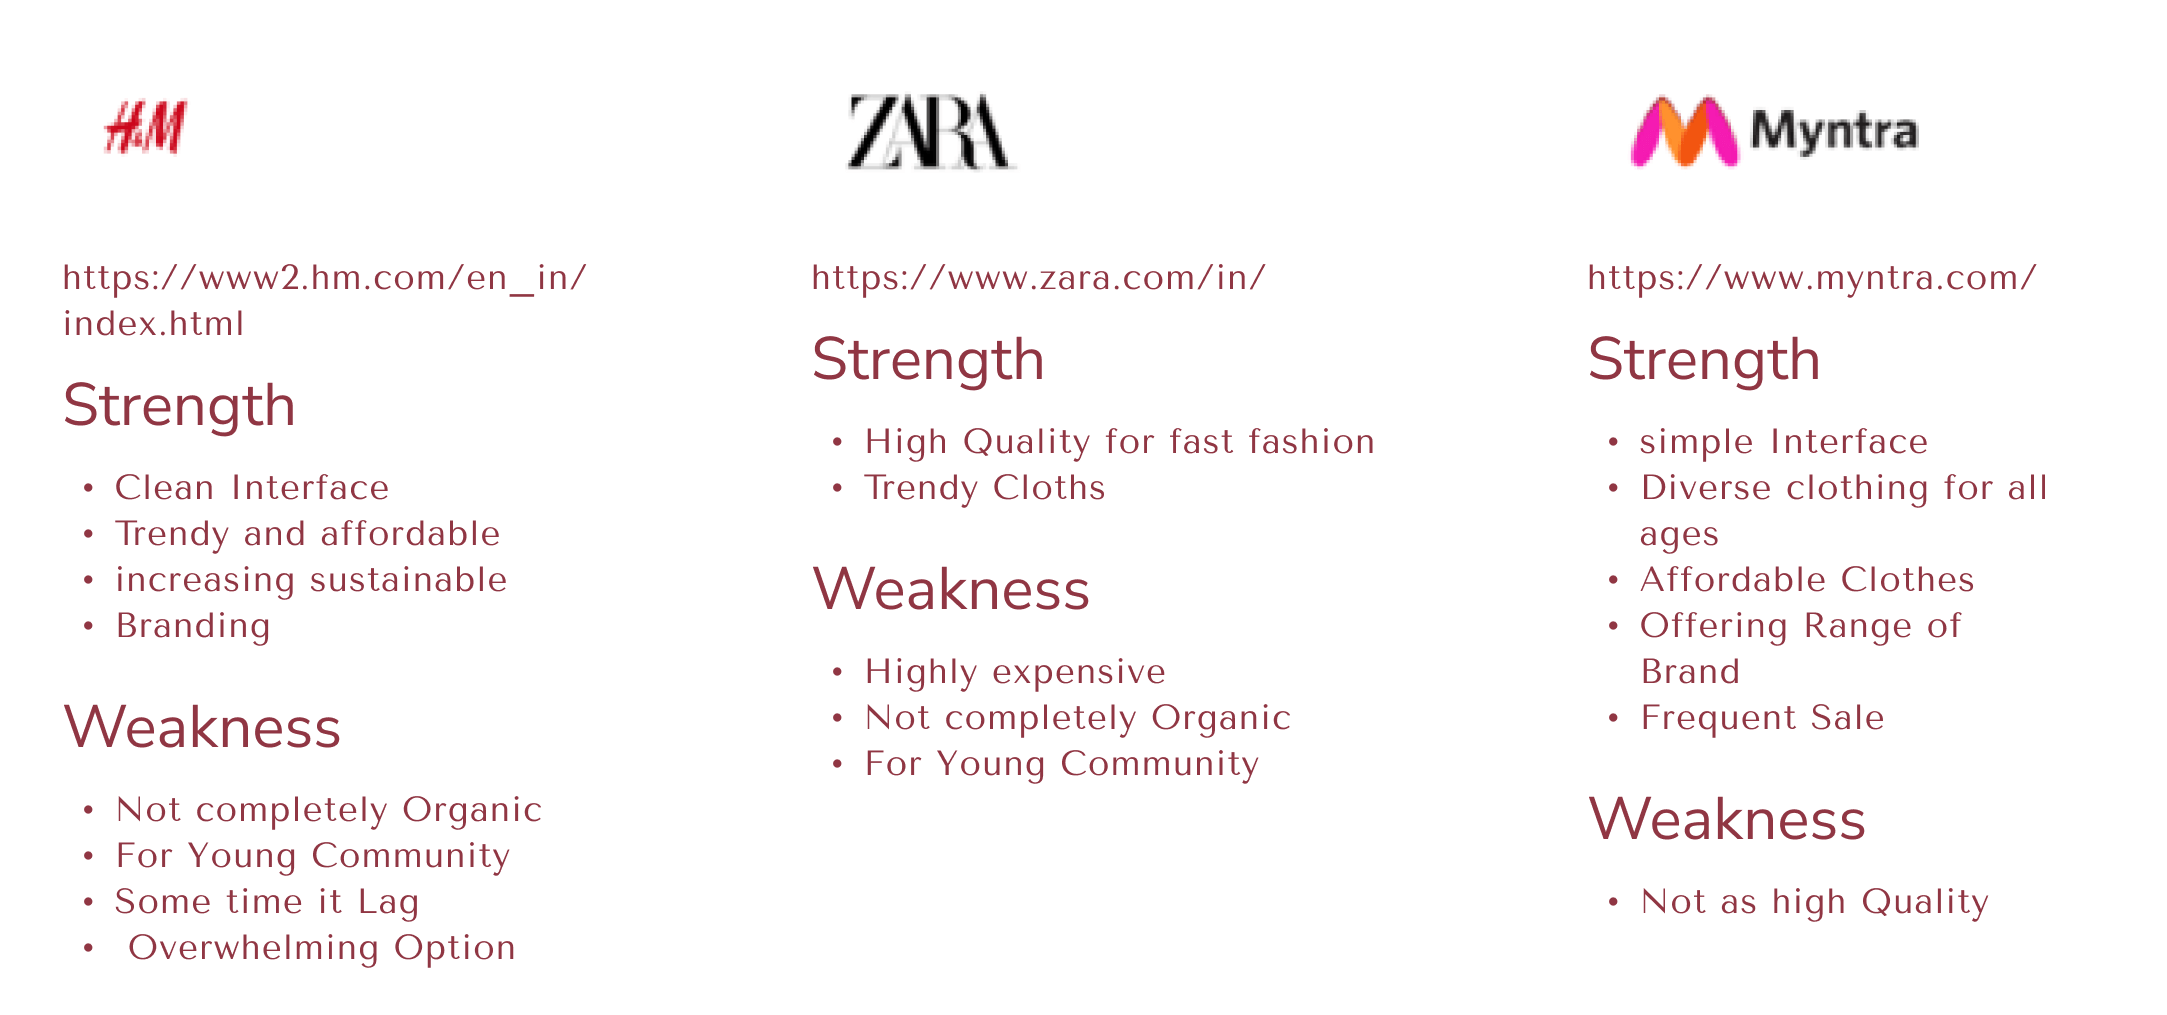 H&M
https://www2.hm.com/en_in/
index.html
Strength
• Clean Interface
• Trendy and affordable
• increasing sustainable
• Branding
Weakness
• Not completely Organic
• For Young Community
• Some time it Lag
• Overwhelming Option
ZARA
https://www.zara.com/in/
Strength
• High Quality for fast fashion
• Trendy Cloths
Weakness
• Highly expensive
• Not completely Organic
• For Young Community
Myntra
https://www.myntra.com/
Strength
• simple Interface
• Diverse clothing for all
ages
• Affordable Clothes
• Offering Range of
Brand
• Frequent Sale
Weakness
• Not as high Quality